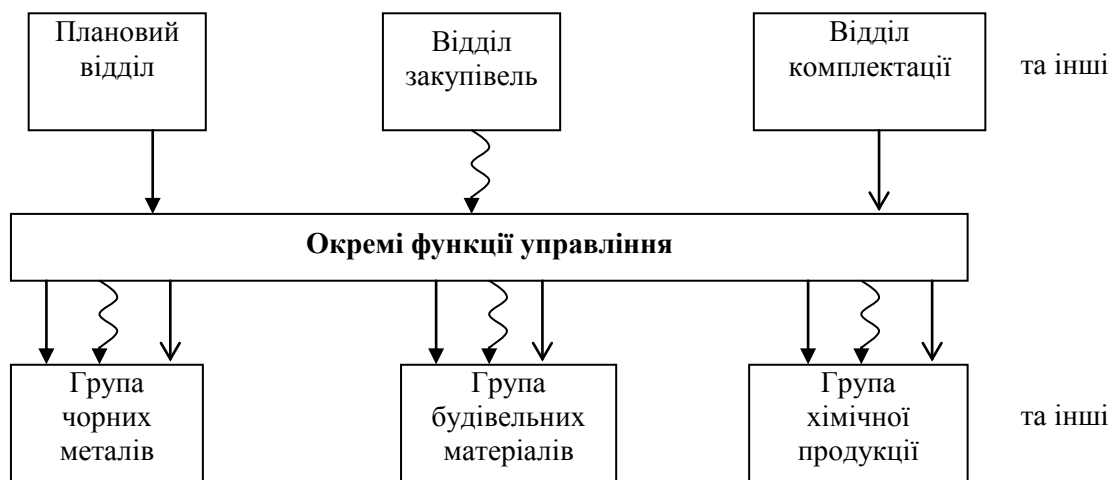 Плановий
відділ
Відділ
закупівель
Відділ
комплектації
та інші
Окремі функції управління
Група
чорних
металів
Група
будівельних
матеріалів
Група
хімічної
продукції
та інші